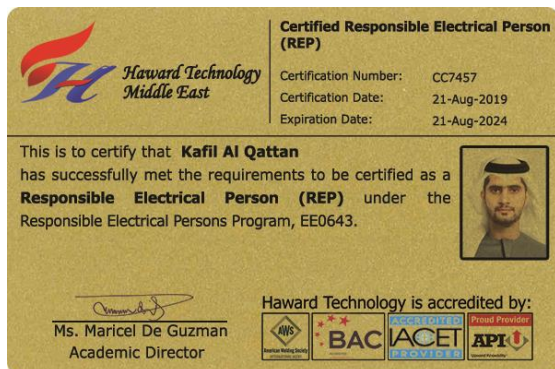 Haward Technology
Middle East
Certified Responsible Electrical Person
(REP)
Certification Number: CC7457
Certification Date: 21-Aug-2019
Expiration Date: 21-Aug-2024
This is to certify that Kafil Al Qattan
has successfully met the requirements to be certified as a
Responsible Electrical Person (REP) under the
Responsible Electrical Persons Program, EE0643.
Ms. Maricel De Guzman
Academic Director
Haward Technology is accredited by:
AWS
American Welding Society
BAC
ACCREDITED
IACET
PROVIDER
Proud Provider
API